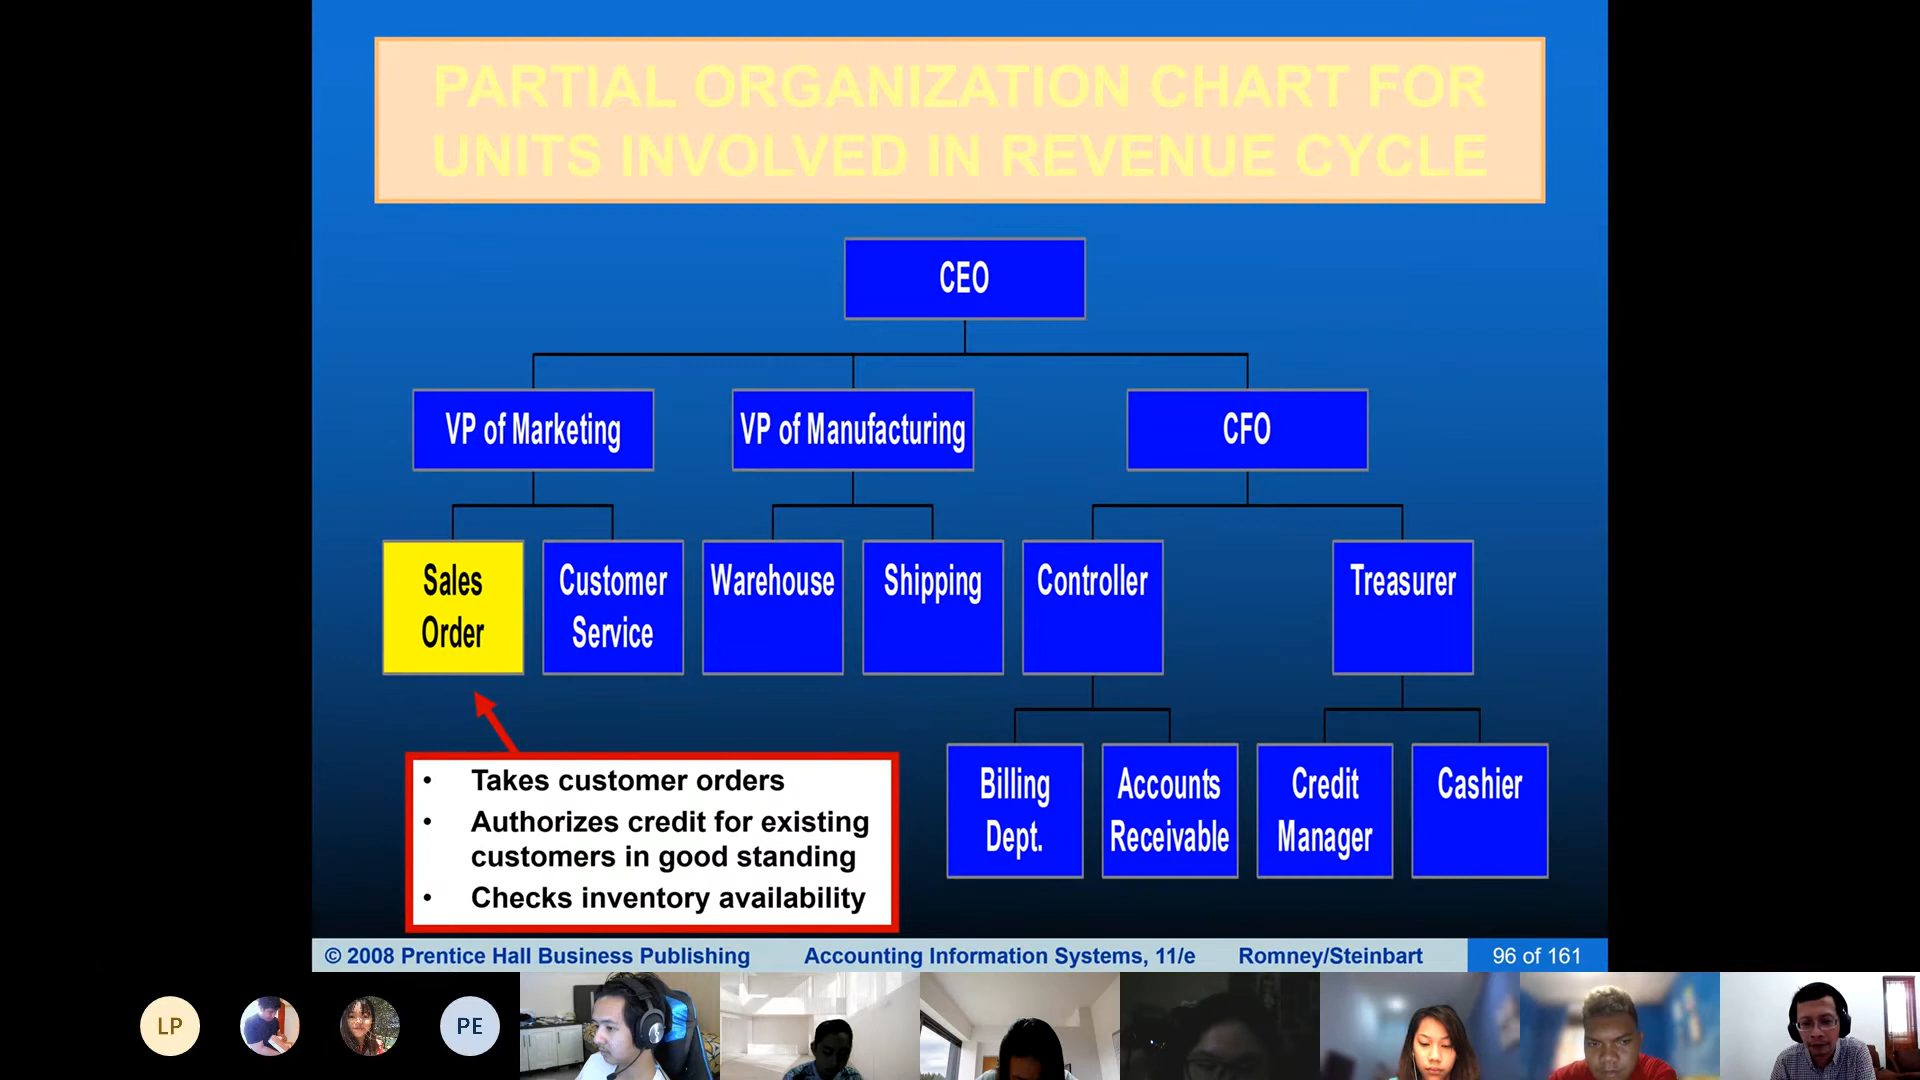 PARTIAL ORGANIZATION CHART FOR
UNITS INVOLVED IN REVENUE CYCLE
CEO
VP of Marketing
VP of Manufacturing
CFO
Sales
Order
Customer
Service
Warehouse
Shipping
Controller
Treasurer
Billing
Dept.
Accounts
Receivable
Credit
Manager
Cashier
• Takes customer orders
• Authorizes credit for existing
customers in good standing
• Checks inventory availability
© 2008 Prentice Hall Business Publishing Accounting Information Systems, 11/e Romney/Steinbart 96 of 161
LP
PE